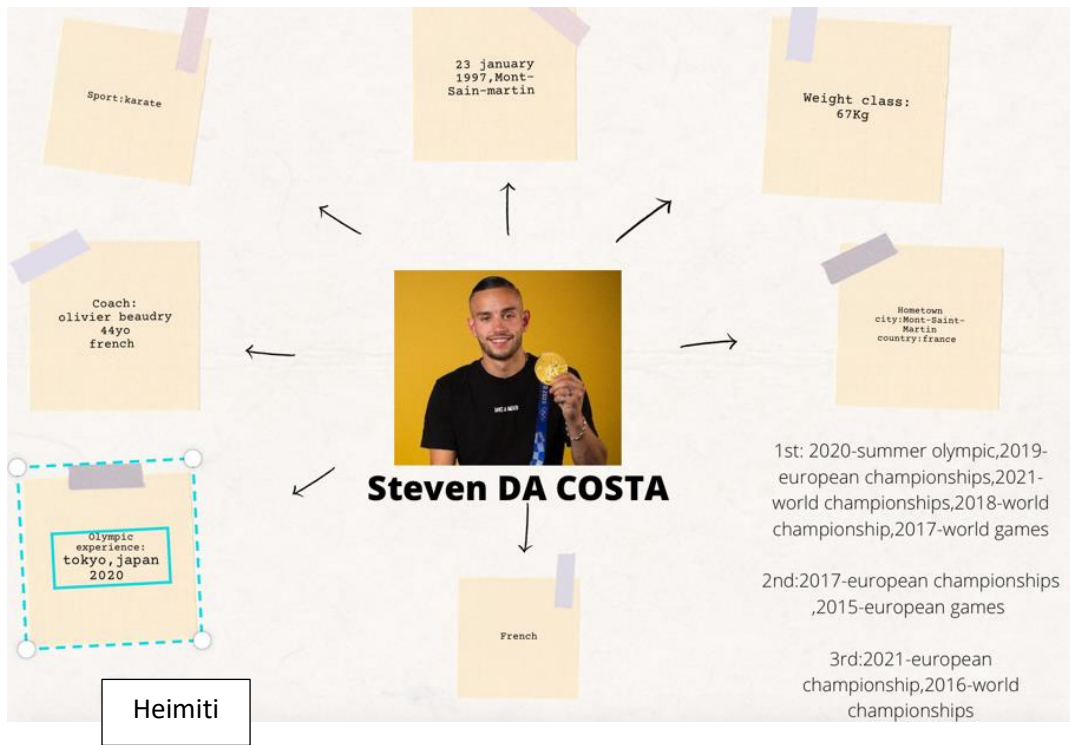 Sport:karate
23 january
1997,Mont-
Sain-martin
Weight class:
67Kg
Coach:
olivier beaudry
44yo
french
Hometown
city:Mont-Saint-
Martin
country:france
Steven DA COSTA
Olympic
experience:
tokyo,japan
2020
French
1st: 2020-summer olympic,2019-
european championships,2021-
world championships,2018-world
championship,2017-world games
2nd:2017-european championships
,2015-european games
3rd:2021-european
championship,2016-world
championships
Heimiti